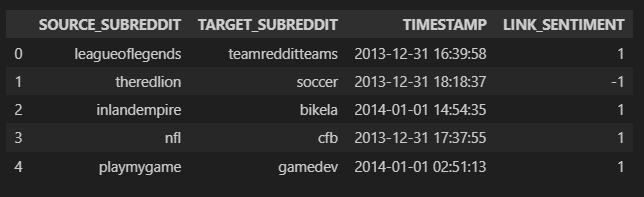 SOURCE_SUBREDDIT TARGET_SUBREDDIT TIMESTAMP LINK_SENTIMENT
0 leagueoflegends teamredditteams 2013-12-31 16:39:58 1
1 theredlion soccer 2013-12-31 18:18:37 -1
2 inlandempire bikela 2014-01-01 14:54:35 1
3 nfl cfb 2013-12-31 17:37:55 1
4 playmygame gamedev 2014-01-01 02:51:13 1